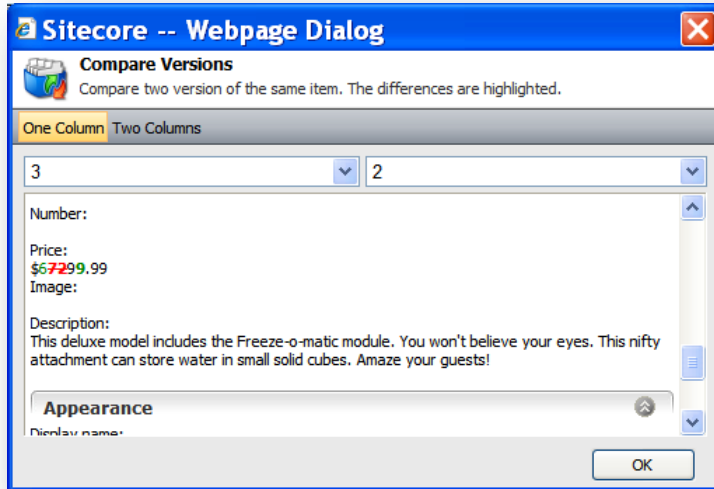 Sitecore -- Webpage Dialog
Compare Versions
Compare two version of the same item. The differences are highlighted.
One Column Two Columns
3 2
Number:
Price:
$67299.99
Image:
Description:
This deluxe model includes the Freeze-o-matic module. You won't believe your eyes. This nifty
attachment can store water in small solid cubes. Amaze your guests!
Appearance
Display name:
OK